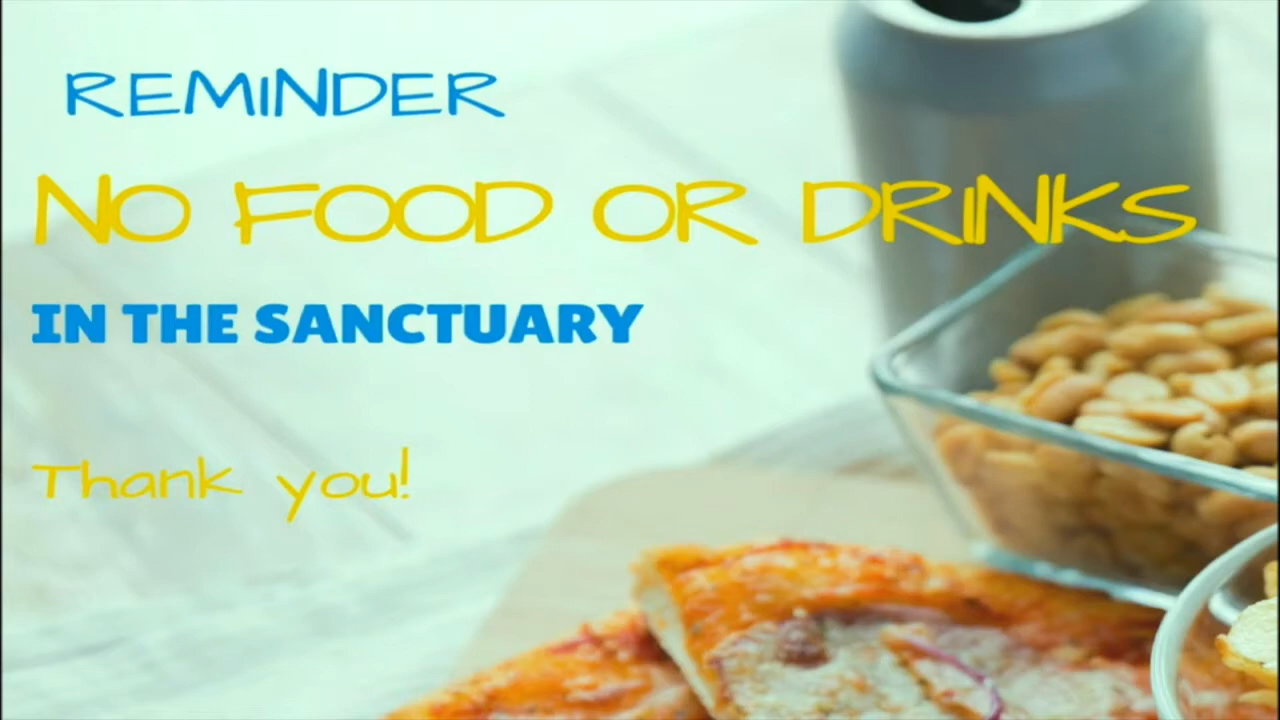 REMINDER
NO FOOD OR DRINKS
IN THE SANCTUARY
Thank you!